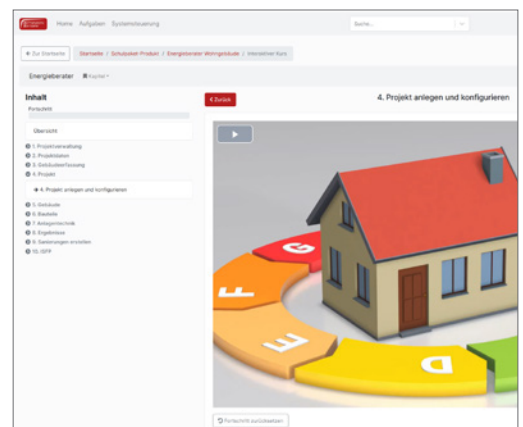 Home Aufgaben Systemsteuerung
Suche...
Zur Startseite
Startseite / Schulpaket-Produkt / Energieberater Wohngebäude / Interaktiver Kurs
Energieberater Kapitel
Inhalt
Fortschritt
Zurück
4. Projekt anlegen und konfigurieren
Übersicht
1. Projektverwaltung
2. Projektdaten
3. Gebäudeerfassung
4. Projekt
4. Projekt anlegen und konfigurieren
5. Gebäude
6. Bauteile
7. Anlagentechnik
8. Ergebnisse
9. Sanierungen erstellen
10. iSFP
G
F
E
D
Fortschritt zurücksetzen